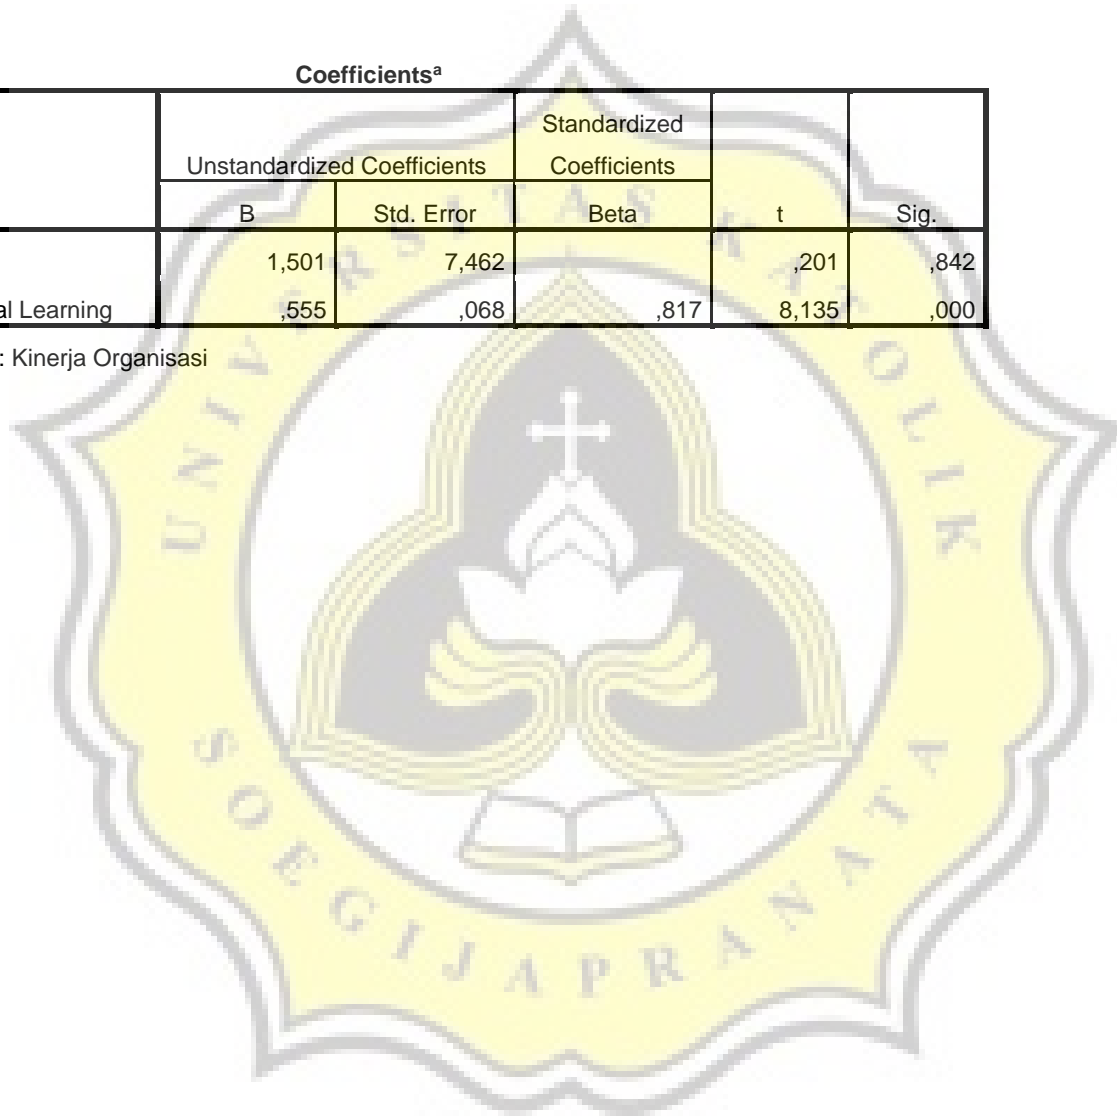 Coefficientsᵃ
Standardized
Unstandardized Coefficients Coefficients
B Std. Error Beta t Sig.
1,501 7,462 ,201 ,842
al Learning ,555 ,068 ,817 8,135 ,000
: Kinerja Organisasi
UNIVERSITAS KATOLIK
SOEGIJAPRANATA